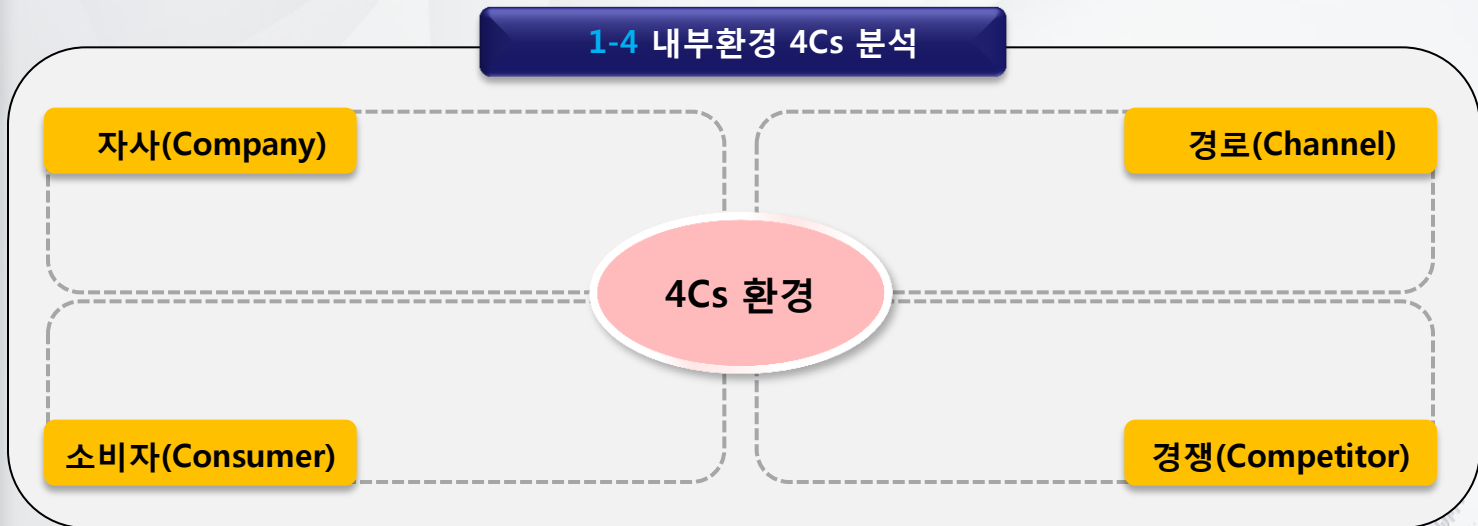 1-4 내부환경 4Cs 분석
자사(Company)
경로(Channel)
4Cs 환경
소비자(Consumer)
경쟁(Competitor)